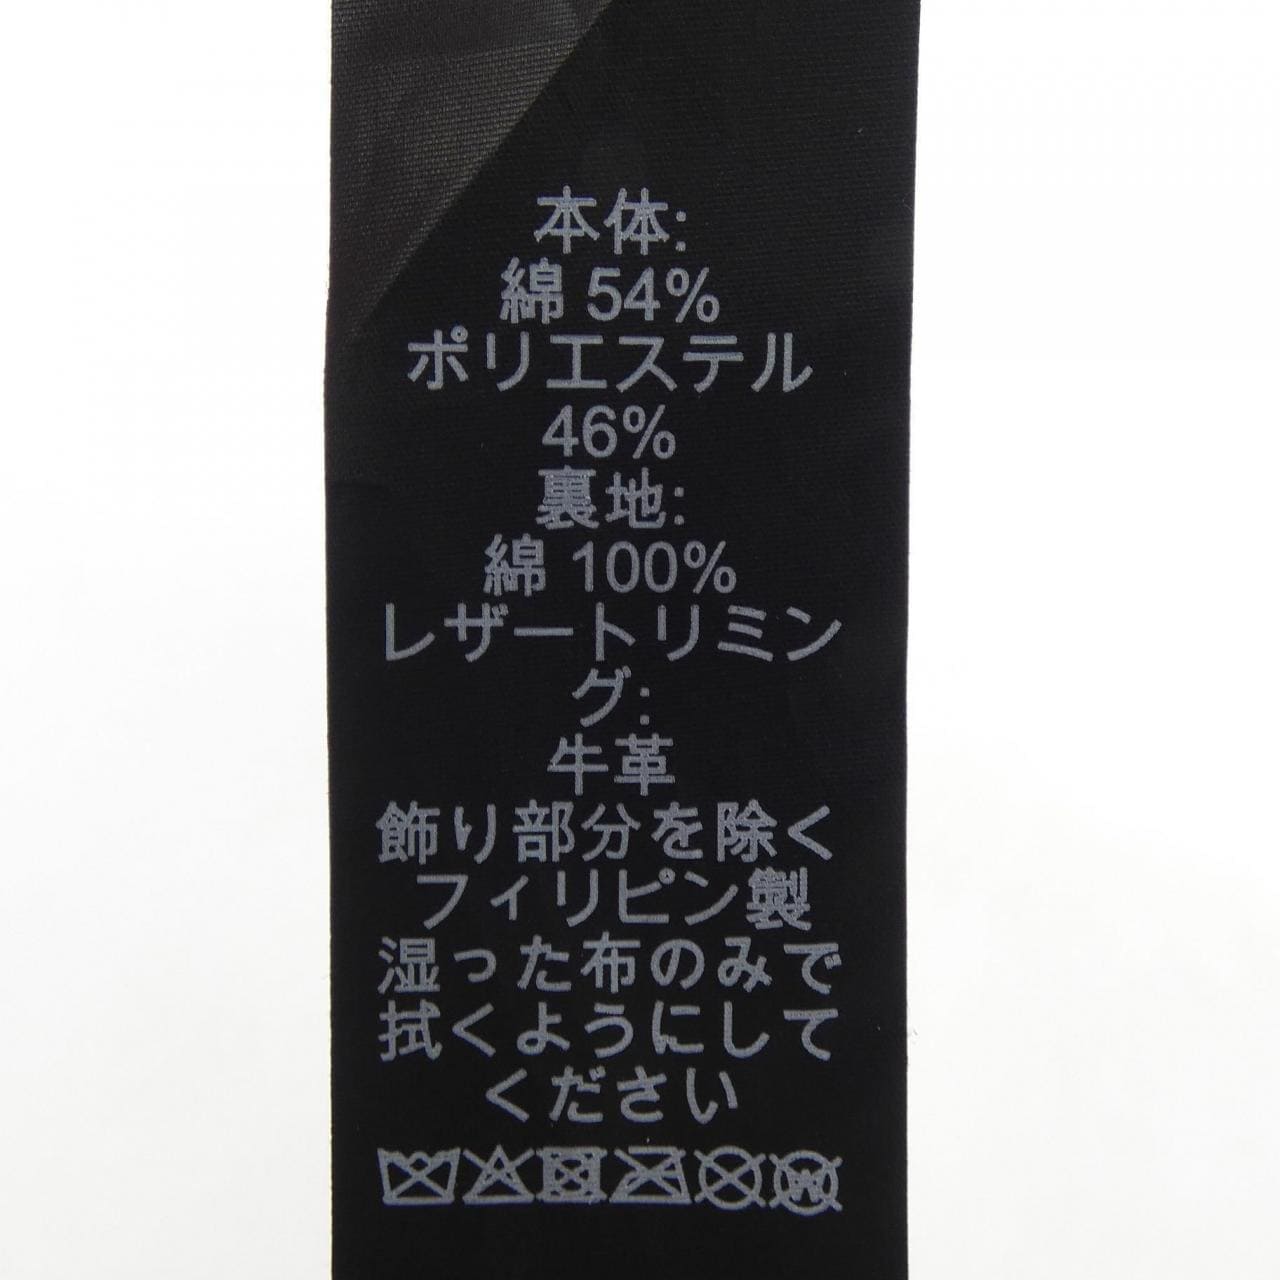 本体:
綿 54%
ポリエステル
46%
裏地:
綿 100%
レザートリミン
グ:
牛革
飾り部分を除く
フィリピン製
湿った布のみで
拭くようにして
ください